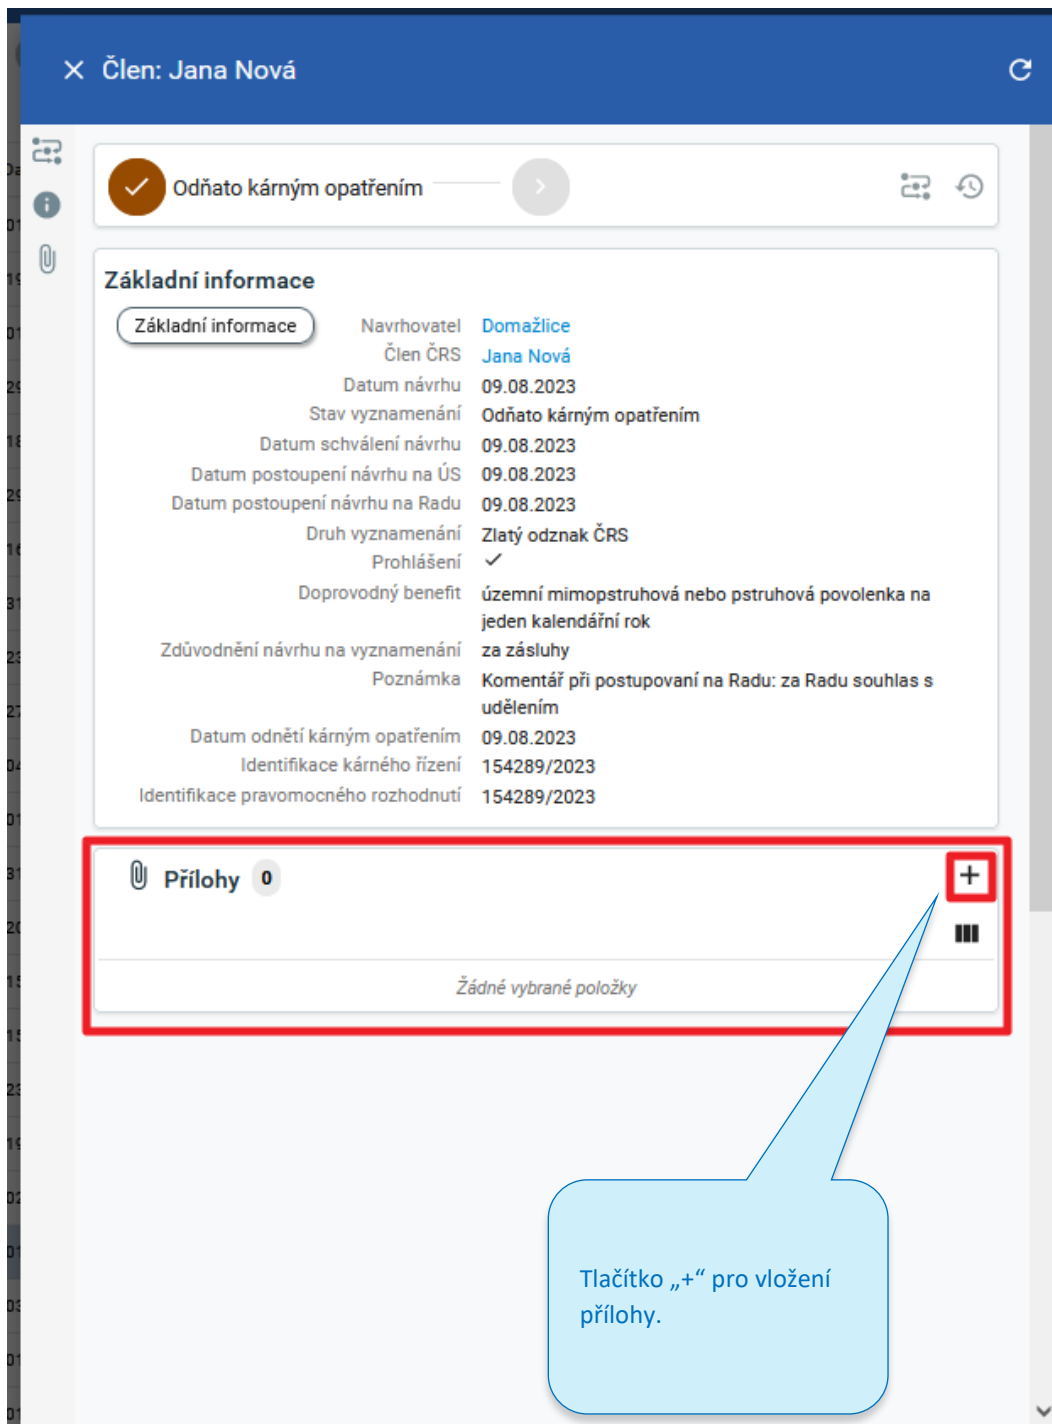 Člen: Jana Nová
Odňato kárným opatřením
Základní informace
Základní informace
Navrhovatel Domažlice
Člen ČRS Jana Nová
Datum návrhu 09.08.2023
Stav vyznamenání Odňato kárným opatřením
Datum schválení návrhu 09.08.2023
Datum postoupení návrhu na ÚS 09.08.2023
Datum postoupení návrhu na Radu 09.08.2023
Druh vyznamenání Zlatý odznak ČRS
Prohlášení ✓
Doprovodný benefit územní mimopstruhová nebo pstruhová povolenka na
jeden kalendářní rok
Zdůvodnění návrhu na vyznamenání za zásluhy
Poznámka Komentář při postupovaní na Radu: za Radu souhlas s
udělením
Datum odnětí kárným opatřením 09.08.2023
Identifikace kárného řízení 154289/2023
Identifikace pravomocného rozhodnutí 154289/2023
Přílohy 0
Žádné vybrané položky
Tlačítko „+“ pro vložení
přílohy.